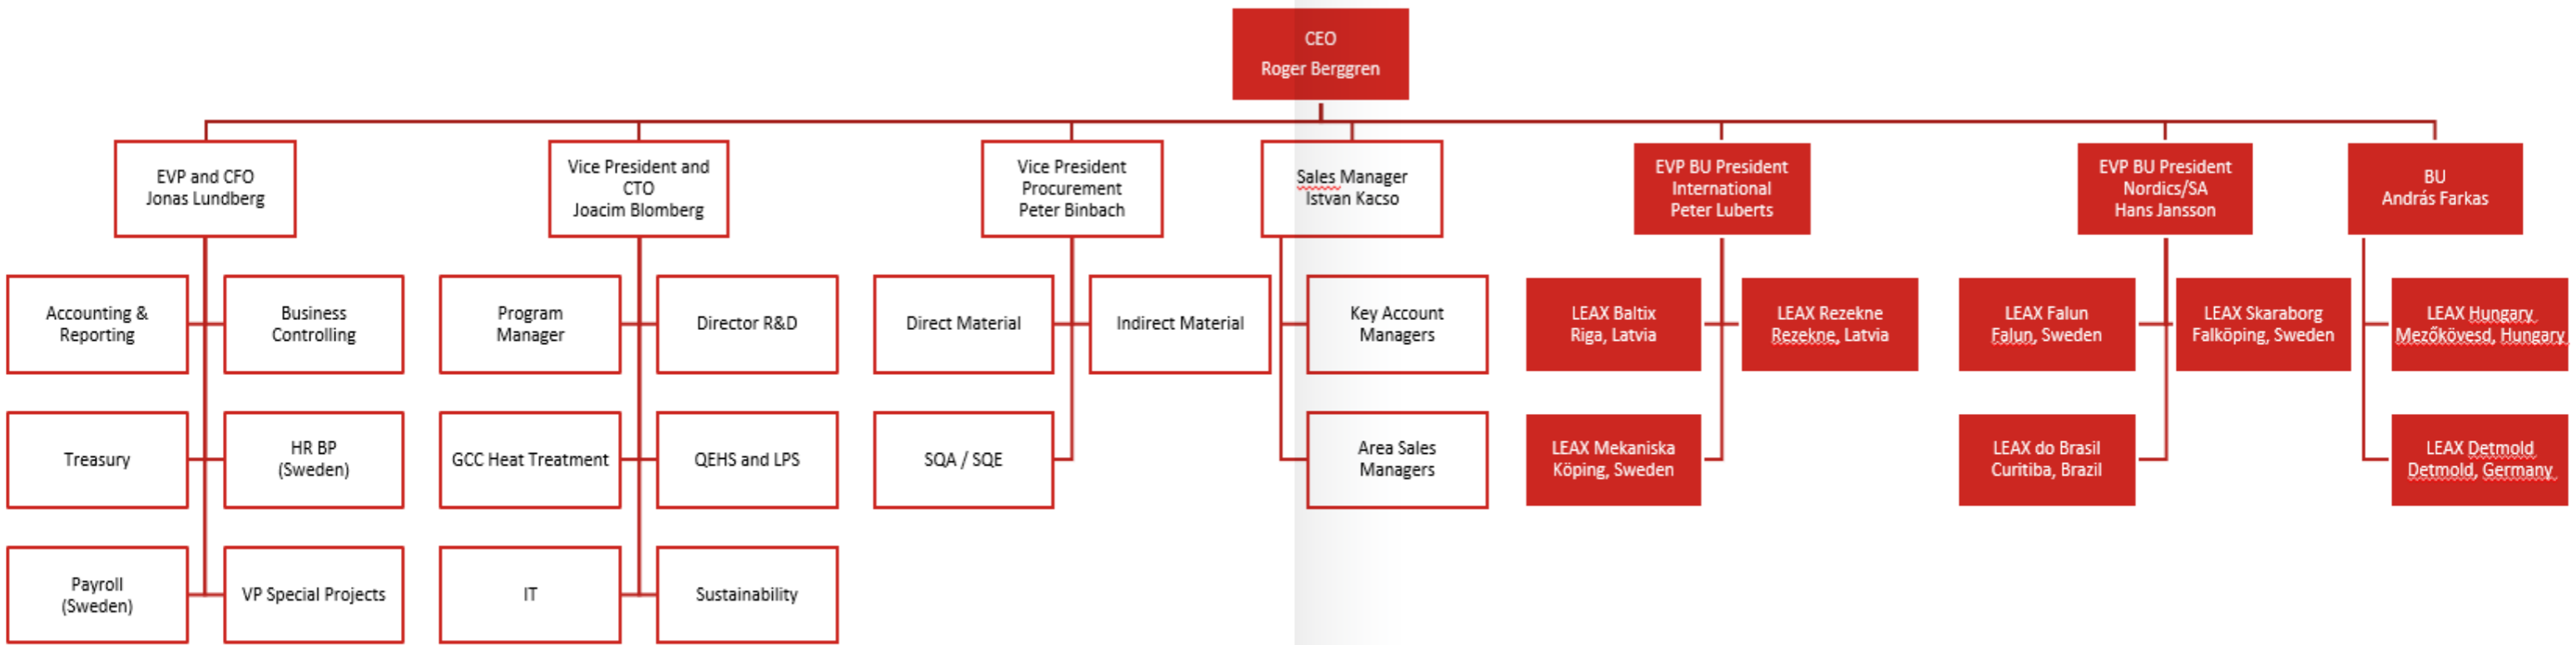 CEO
Roger Berggren
EVP and CFO
Jonas Lundberg
Vice President and
CTO
Joacim Blomberg
Vice President
Procurement
Peter Binbach
Sales Manager
Istvan Kacso
EVP BU President
International
Peter Luberts
EVP BU President
Nordics/SA
Hans Jansson
BU
András Farkas
Accounting &
Reporting
Business
Controlling
Program
Manager
Director R&D
Direct Material
Indirect Material
Key Account
Managers
LEAX Baltix
Riga, Latvia
LEAX Rezekne
Rezekne, Latvia
LEAX Falun
Falun, Sweden
LEAX Skaraborg
Falköping, Sweden
LEAX Hungary
Mezőkövesd, Hungary
Treasury
HR BP
(Sweden)
GCC Heat Treatment
QEHS and LPS
SQA / SQE
Area Sales
Managers
LEAX Mekaniska
Köping, Sweden
LEAX do Brasil
Curitiba, Brazil
LEAX Detmold
Detmold, Germany
Payroll
(Sweden)
VP Special Projects
IT
Sustainability